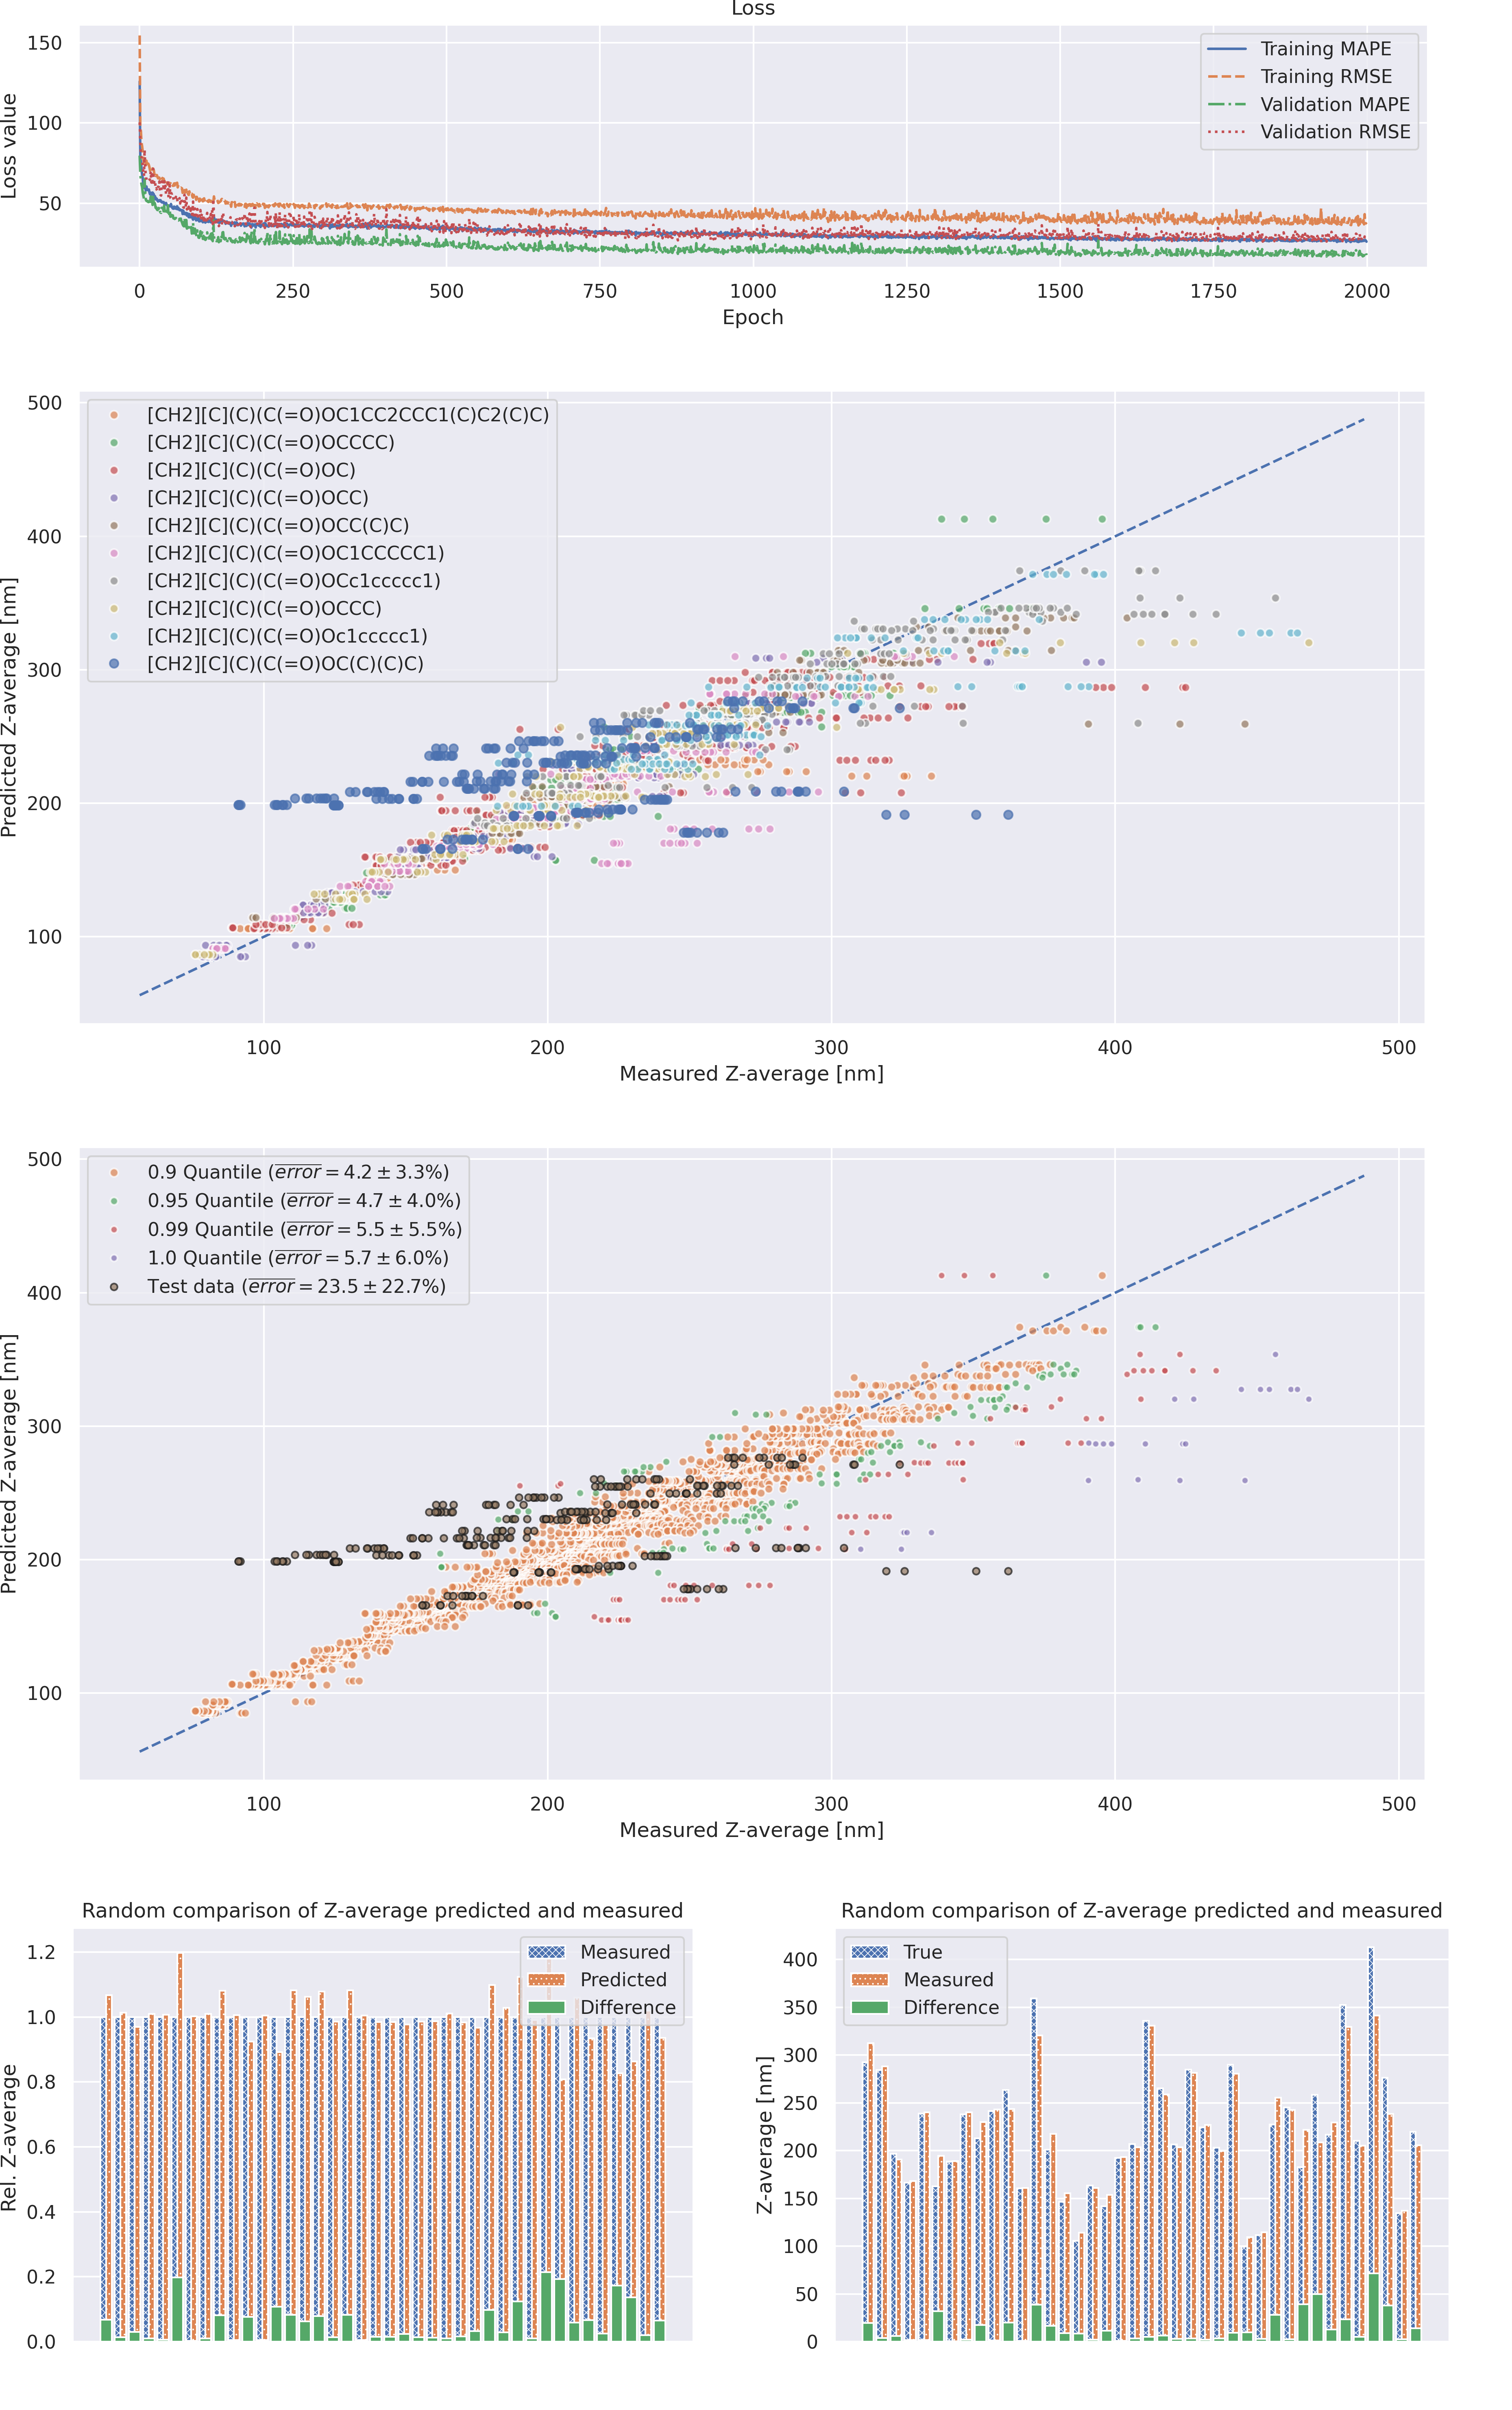 Loss
150
100
50
Loss value
Training MAPE
Training RMSE
Validation MAPE
Validation RMSE
0 250 500 750 1000 1250 1500 1750 2000
Epoch
500
400
300
200
100
Predicted Z-average [nm]
[CH2][C](C)(C(=O)OC1CC2CCC1(C)C2(C)C)
[CH2][C](C)(C(=O)OCCCC)
[CH2][C](C)(C(=O)OC)
[CH2][C](C)(C(=O)OCC)
[CH2][C](C)(C(=O)OCC(C)C)
[CH2][C](C)(C(=O)OC1CCCCC1)
[CH2][C](C)(C(=O)OCc1ccccc1)
[CH2][C](C)(C(=O)OCCC)
[CH2][C](C)(C(=O)Oc1ccccc1)
[CH2][C](C)(C(=O)OC(C)(C)C)
100 200 300 400 500
Measured Z-average [nm]
500
400
300
200
100
Predicted Z-average [nm]
0.9 Quantile (error = 4.2 ± 3.3%)
0.95 Quantile (error = 4.7 ± 4.0%)
0.99 Quantile (error = 5.5 ± 5.5%)
1.0 Quantile (error = 5.7 ± 6.0%)
Test data (error = 23.5 ± 22.7%)
100 200 300 400 500
Measured Z-average [nm]
Random comparison of Z-average predicted and measured
1.2
1.0
0.8
0.6
0.4
0.2
0.0
Rel. Z-average
Measured
Predicted
Difference
Random comparison of Z-average predicted and measured
400
350
300
250
200
150
100
50
0
Z-average [nm]
True
Measured
Difference